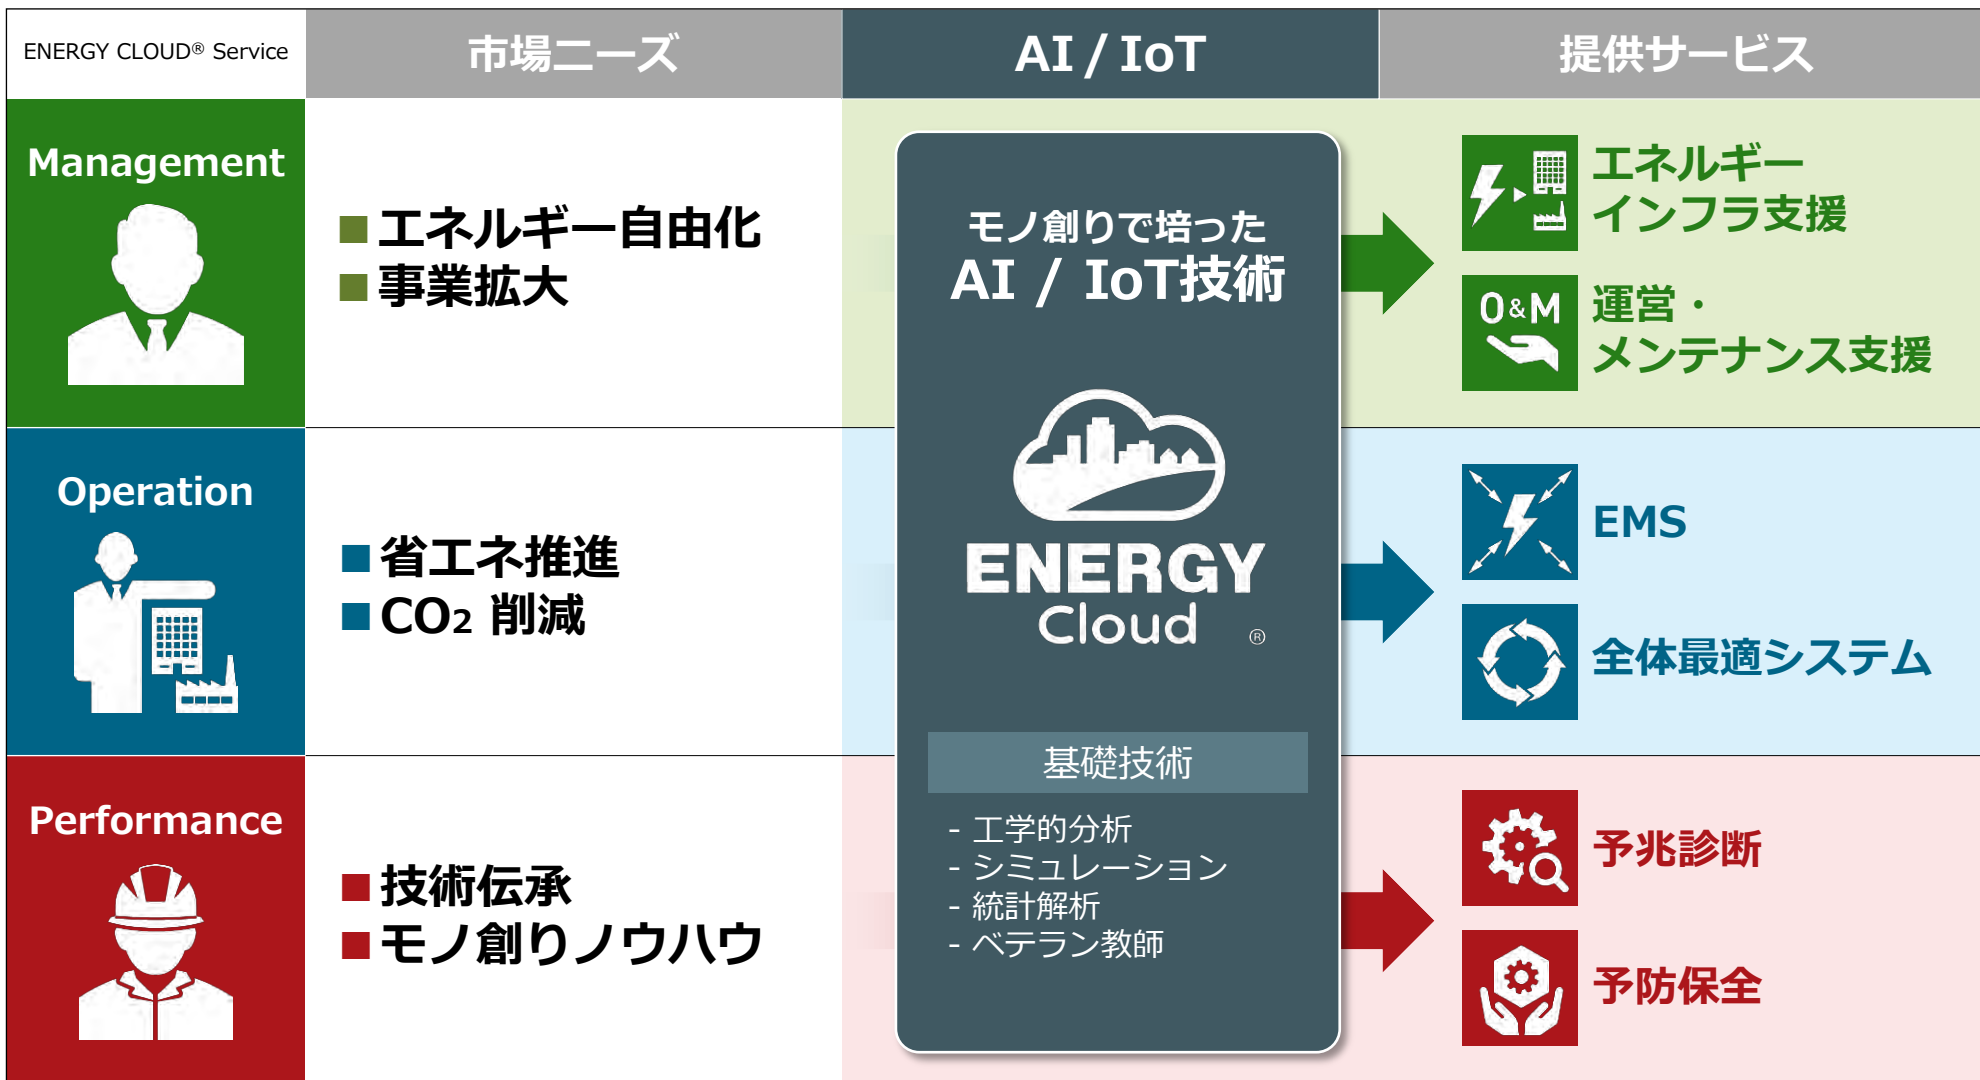 ENERGY CLOUD® Service
市場ニーズ
AI / IoT
提供サービス
Management
■ エネルギー自由化
■ 事業拡大
モノ創りで培った
AI / IoT技術
エネルギー
インフラ支援
O&M
運営・
メンテナンス支援
Operation
■ 省エネ推進
■ CO₂ 削減
ENERGY
Cloud ®
EMS
全体最適システム
Performance
■ 技術伝承
■ モノ創りノウハウ
基礎技術
- 工学的分析
- シミュレーション
- 統計解析
- ベテラン教師
予兆診断
予防保全